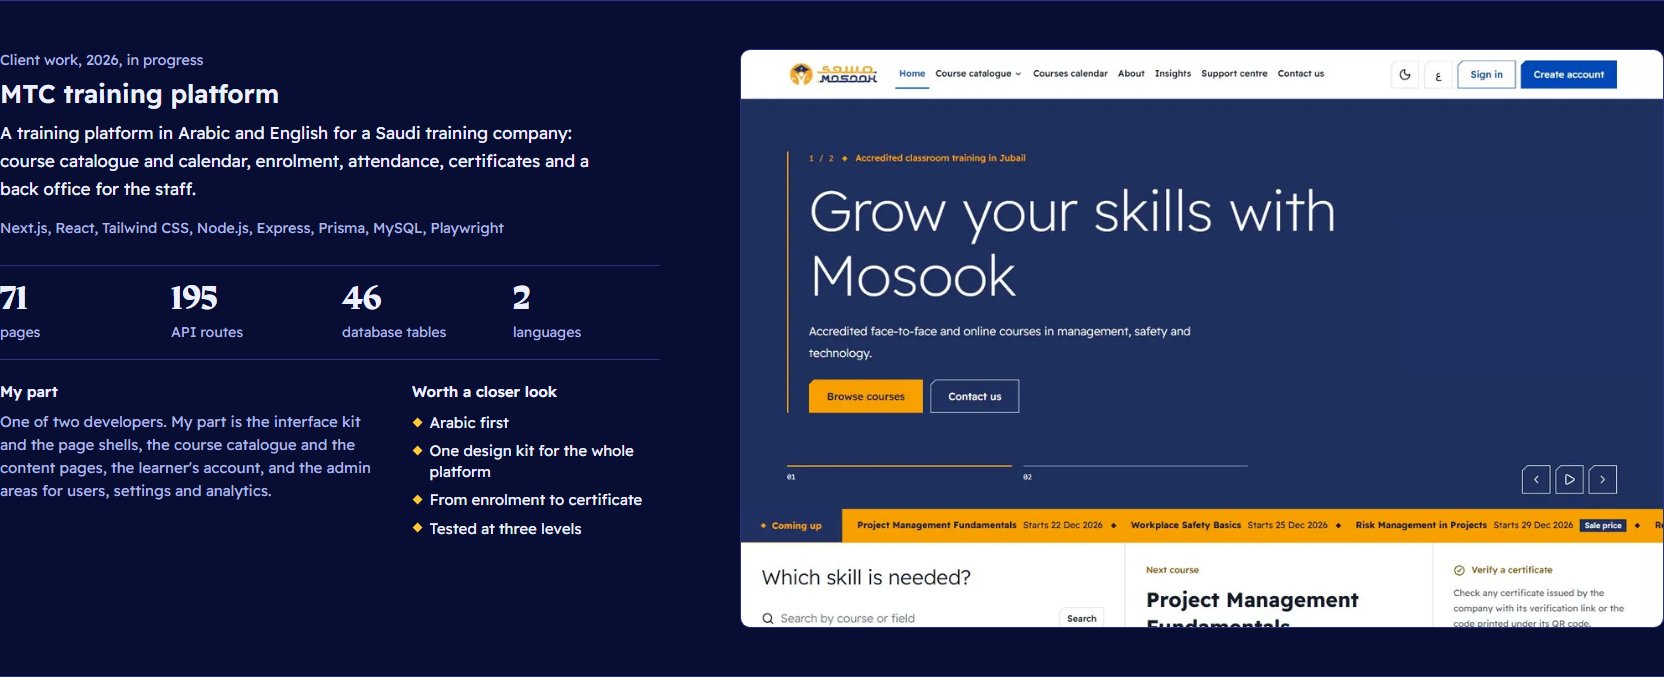 Client work, 2026, in progress
MTC training platform
A training platform in Arabic and English for a Saudi training company:
course catalogue and calendar, enrolment, attendance, certificates and a
back office for the staff.
Next.js, React, Tailwind CSS, Node.js, Express, Prisma, MySQL, Playwright
71
pages
195
API routes
46
database tables
2
languages
My part
One of two developers. My part is the interface kit
and the page shells, the course catalogue and the
content pages, the learner's account, and the admin
areas for users, settings and analytics.
Worth a closer look
Arabic first
One design kit for the whole
platform
From enrolment to certificate
Tested at three levels
موسوق
MOSOOK
Home Course catalogue Courses calendar About Insights Support centre Contact us
ع
Sign in
Create account
1 / 2 Accredited classroom training in Jubail
Grow your skills with
Mosook
Accredited face-to-face and online courses in management, safety and
technology.
Browse courses
Contact us
01
02
Coming up
Project Management Fundamentals Starts 22 Dec 2026 Workplace Safety Basics Starts 25 Dec 2026 Risk Management in Projects Starts 29 Dec 2026 Sale price
Which skill is needed?
Search by course or field
Search
Next course
Project Management
Fundamentals
Verify a certificate
Check any certificate issued by the
company with its verification link or the
code printed under its QR code.